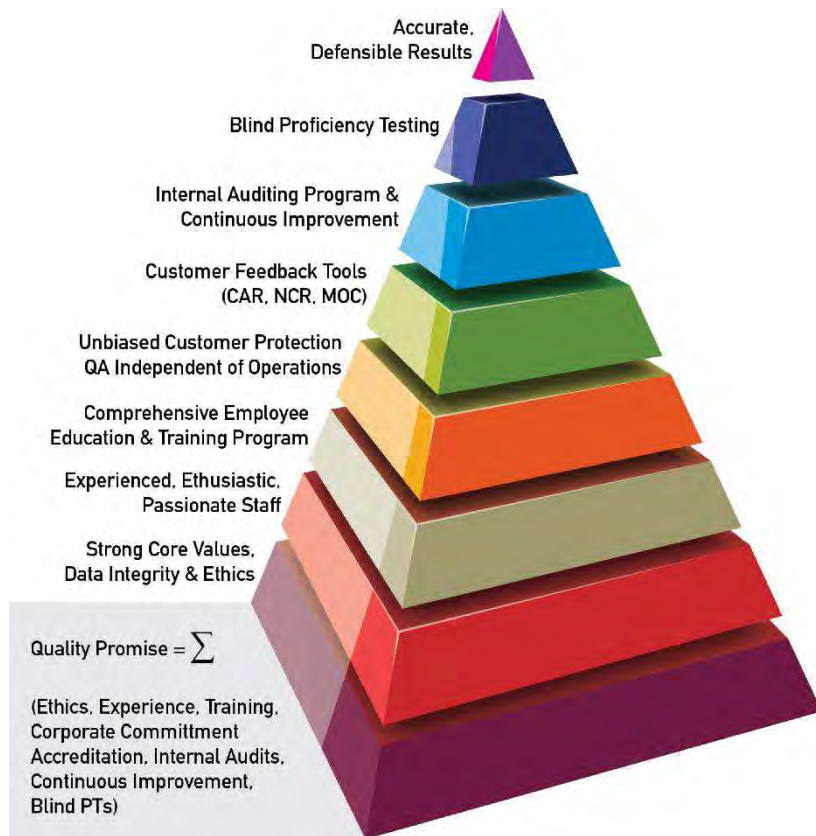 Accurate,
Defensible Results
Blind Proficiency Testing
Internal Auditing Program &
Continuous Improvement
Customer Feedback Tools
(CAR, NCR, MOC)
Unbiased Customer Protection
QA Independent of Operations
Comprehensive Employee
Education & Training Program
Experienced, Ethusiastic,
Passionate Staff
Strong Core Values,
Data Integrity & Ethics
Quality Promise = ∑
(Ethics, Experience, Training,
Corporate Committment
Accreditation, Internal Audits,
Continuous Improvement,
Blind PTs)